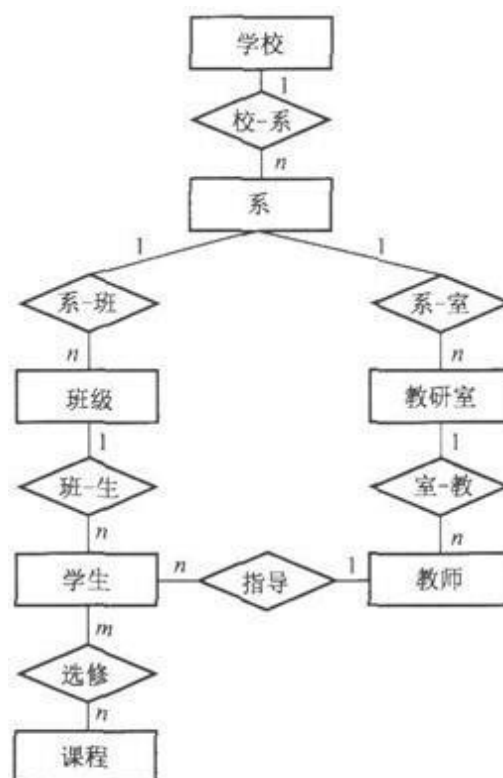 学校
1
校-系
n
系
1 1
系-班 系-室
n n
班级 教研室
1 1
班-生 室-教
n n
学生 n 指导 1 教师
m
选修
n
课程